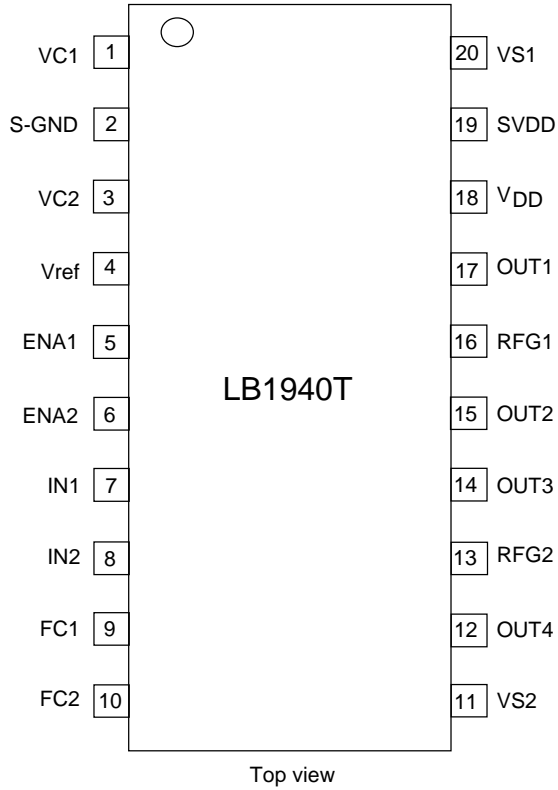 VC1 1 20 VS1
S-GND 2 19 SVDD
VC2 3 18 VDD
Vref 4 17 OUT1
ENA1 5 16 RFG1
LB1940T
ENA2 6 15 OUT2
IN1 7 14 OUT3
IN2 8 13 RFG2
FC1 9 12 OUT4
FC2 10 11 VS2
Top view